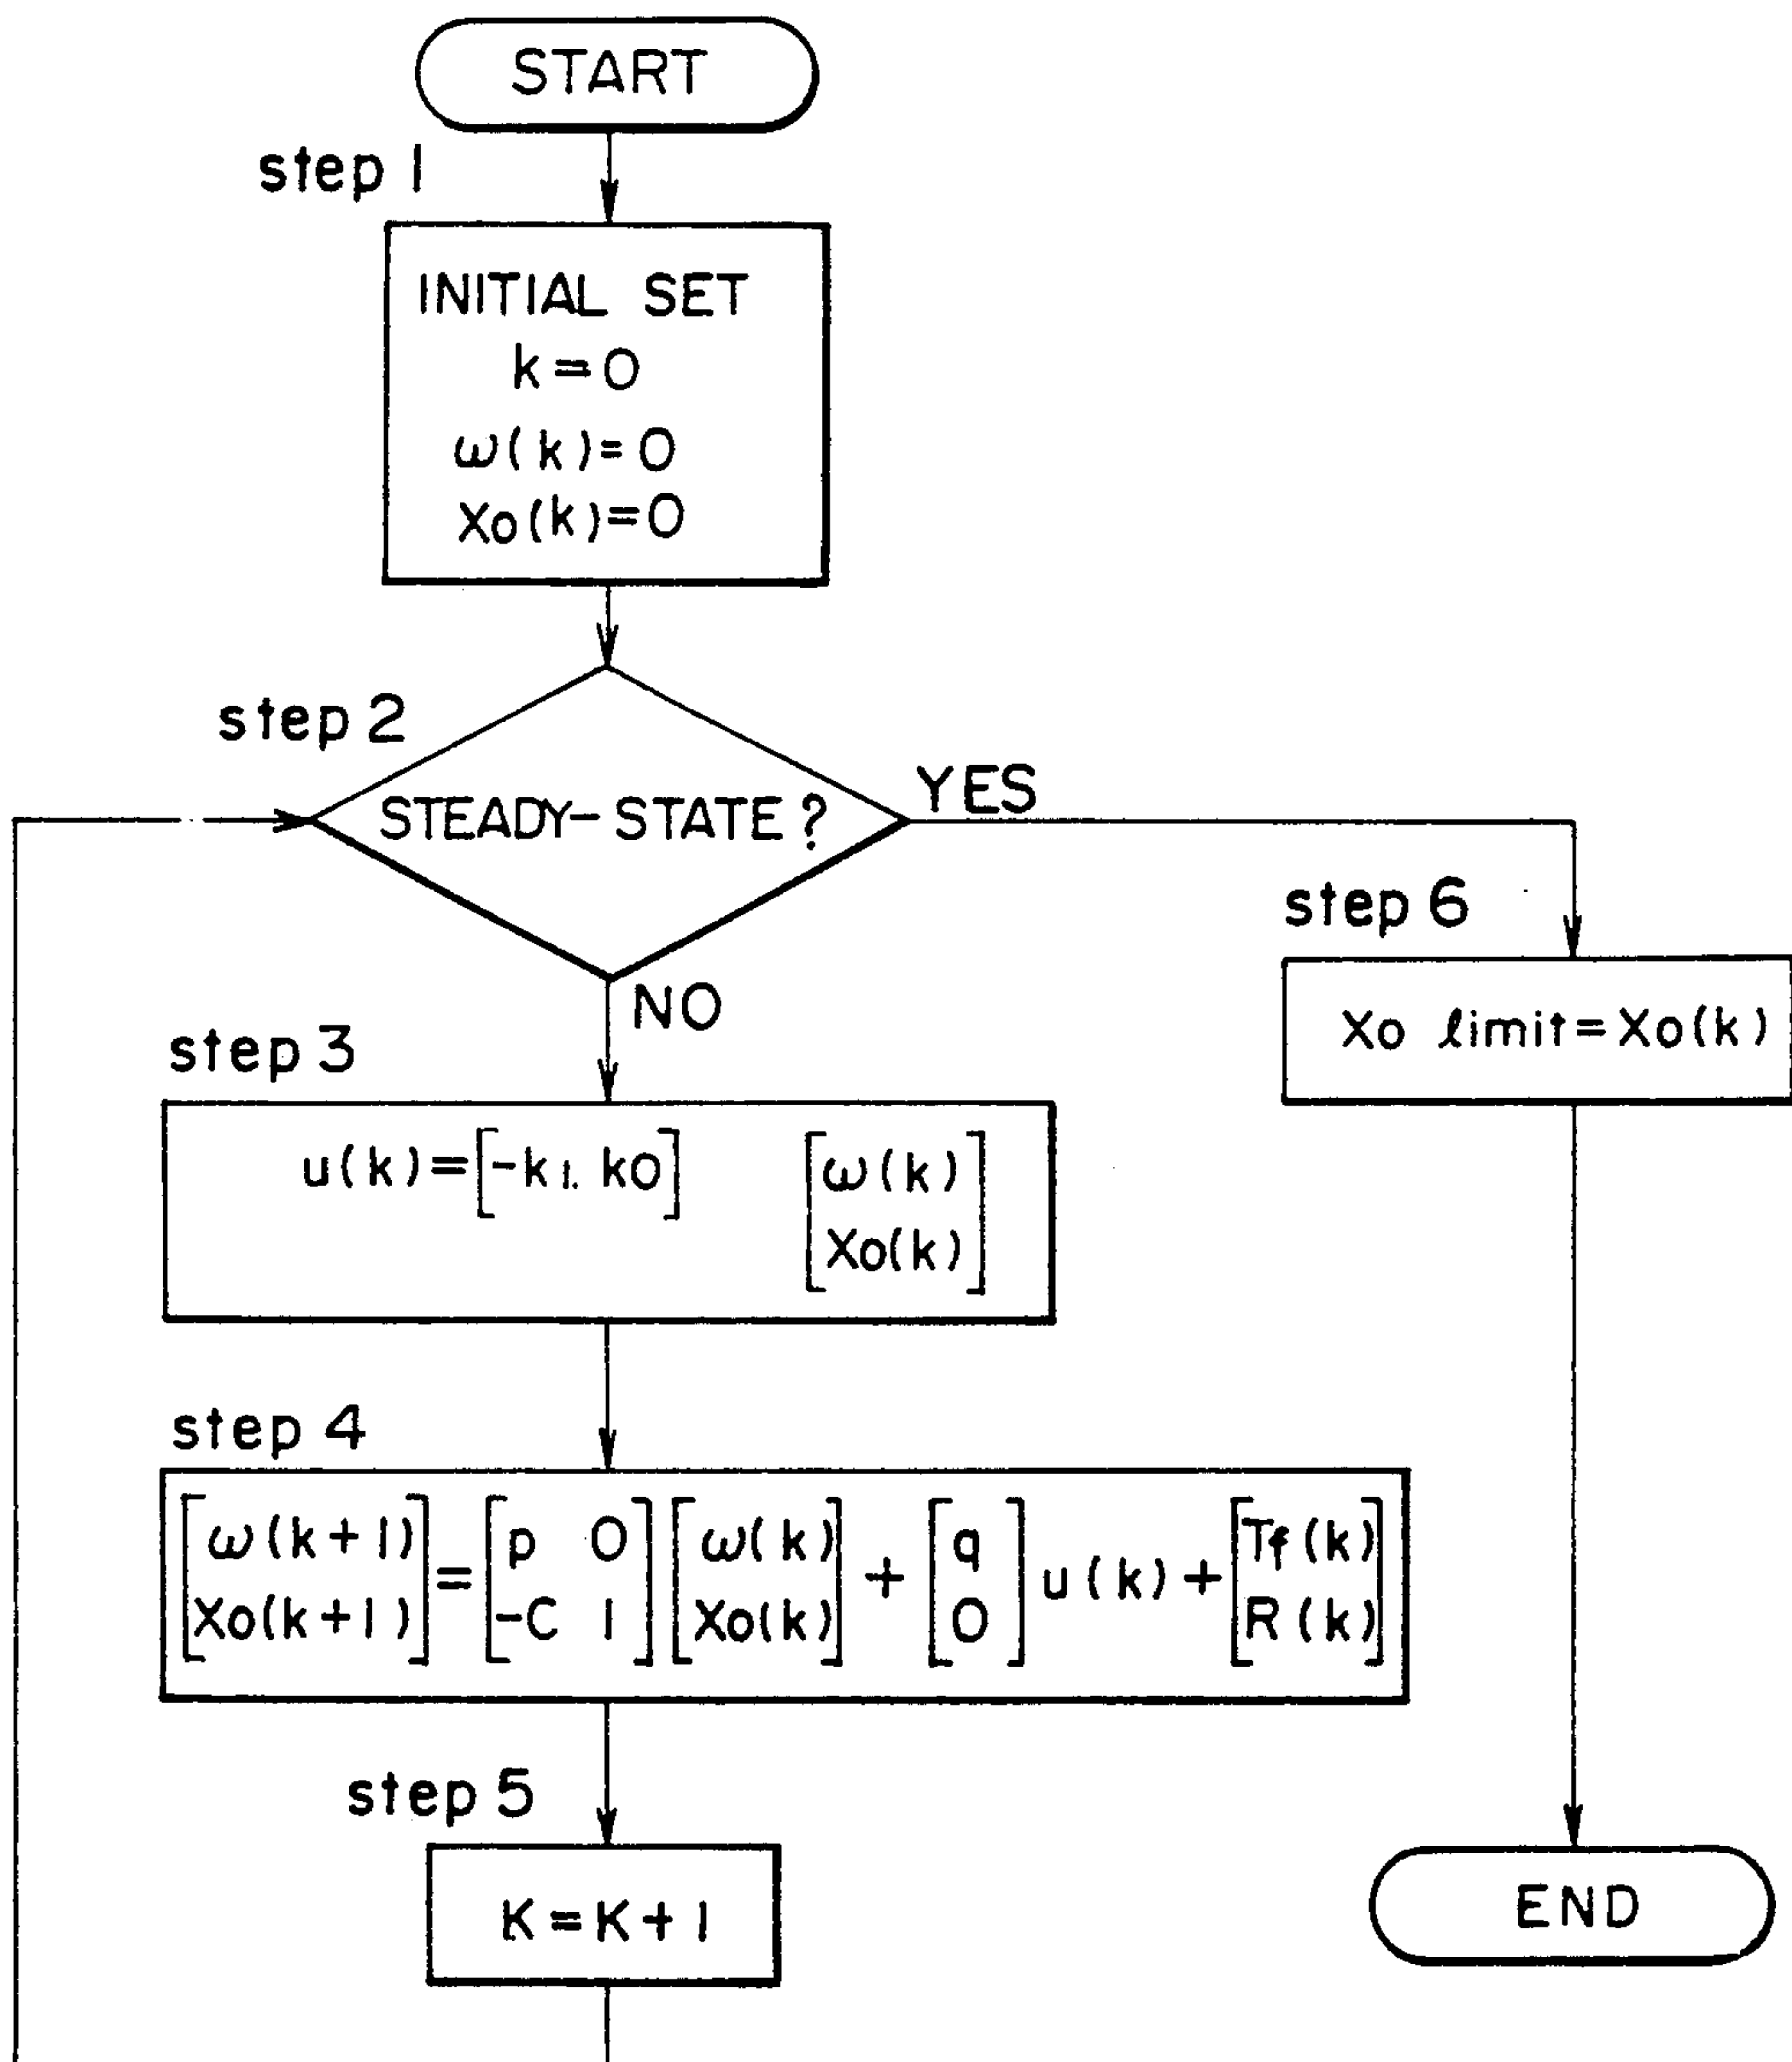 START
step 1
INITIAL SET
k=0
ω(k)=0
Xo(k)=0
step 2
STEADY-STATE?
YES
NO
step 6
Xo limit=Xo(k)
step 3
u(k)=[-k1. k0] [ω(k)
Xo(k)]
step 4
[ω(k+1)] = [p 0] [ω(k)] + [q] u(k) + [Tf(k)]
[Xo(k+1)] [-C 1] [Xo(k)] [0] [R(k)]
step 5
K=K+1
END